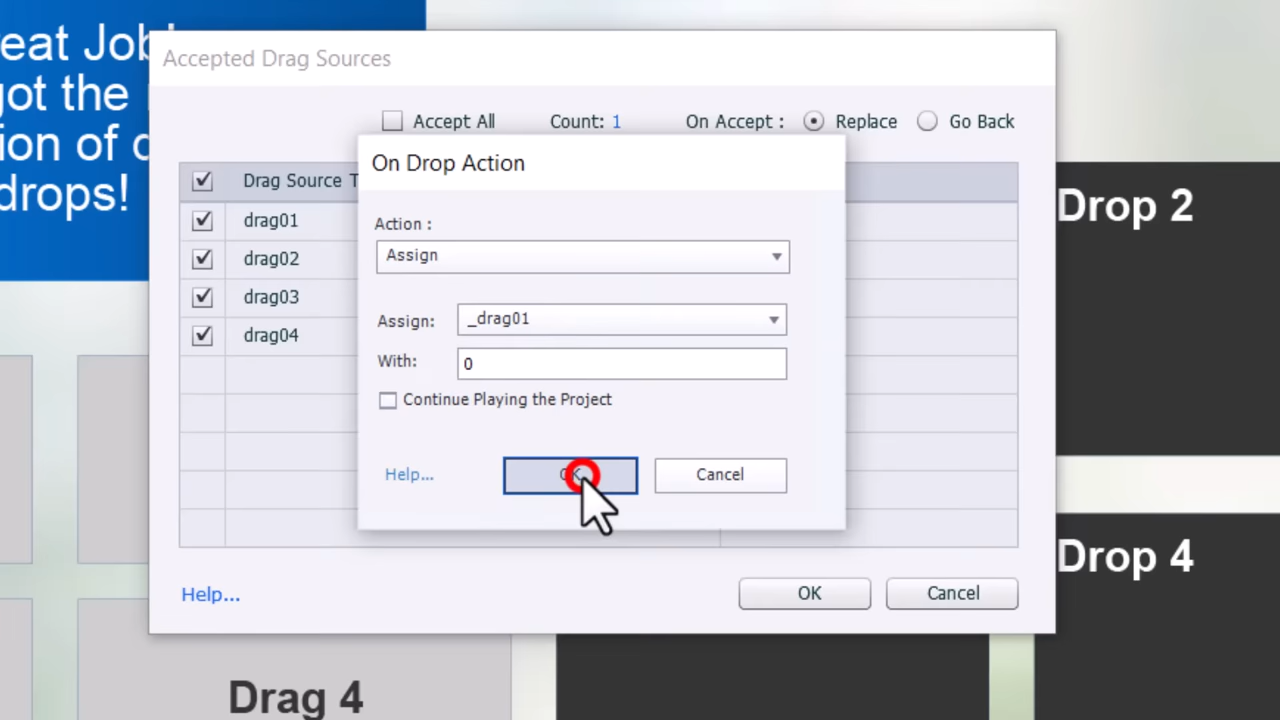 eat Job!
Accepted Drag Sources
got the
ion of
drops!
Accept All Count: 1 On Accept : Replace Go Back
On Drop Action
Drag Source T
Action :
Assign
drag01
drag02
drag03
drag04
Assign: _drag01
With: 0
Continue Playing the Project
Help... OK Cancel
Help... OK Cancel
Drop 2
Drop 4
Drag 4